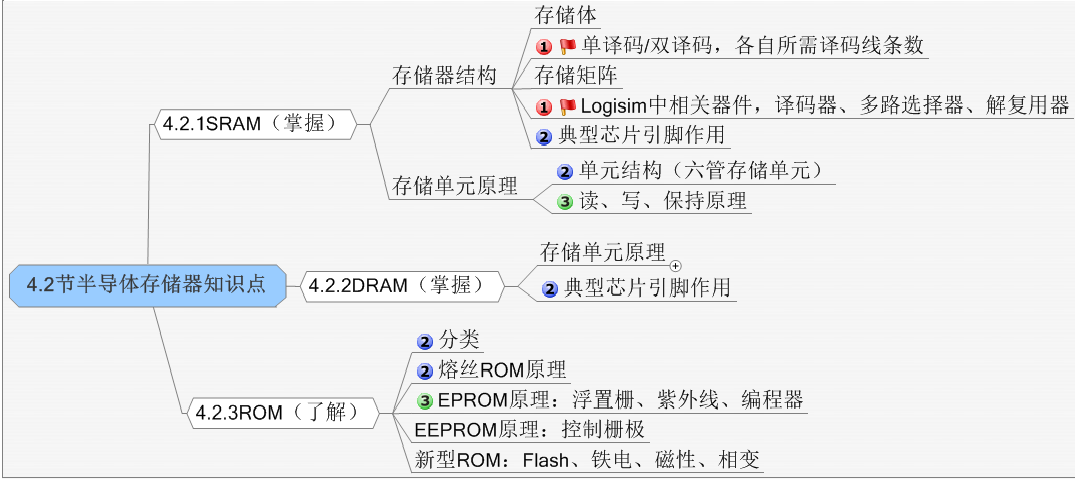 4.2节半导体存储器知识点
4.2.1SRAM（掌握）
存储器结构
存储体
1 单译码/双译码，各自所需译码线条数
存储矩阵
1 Logisim中相关器件，译码器、多路选择器、解复用器
2 典型芯片引脚作用
存储单元原理
2 单元结构（六管存储单元）
3 读、写、保持原理
4.2.2DRAM（掌握）
存储单元原理
2 典型芯片引脚作用
4.2.3ROM（了解）
2 分类
2 熔丝ROM原理
3 EPROM原理：浮置栅、紫外线、编程器
EEPROM原理：控制栅极
新型ROM：Flash、铁电、磁性、相变